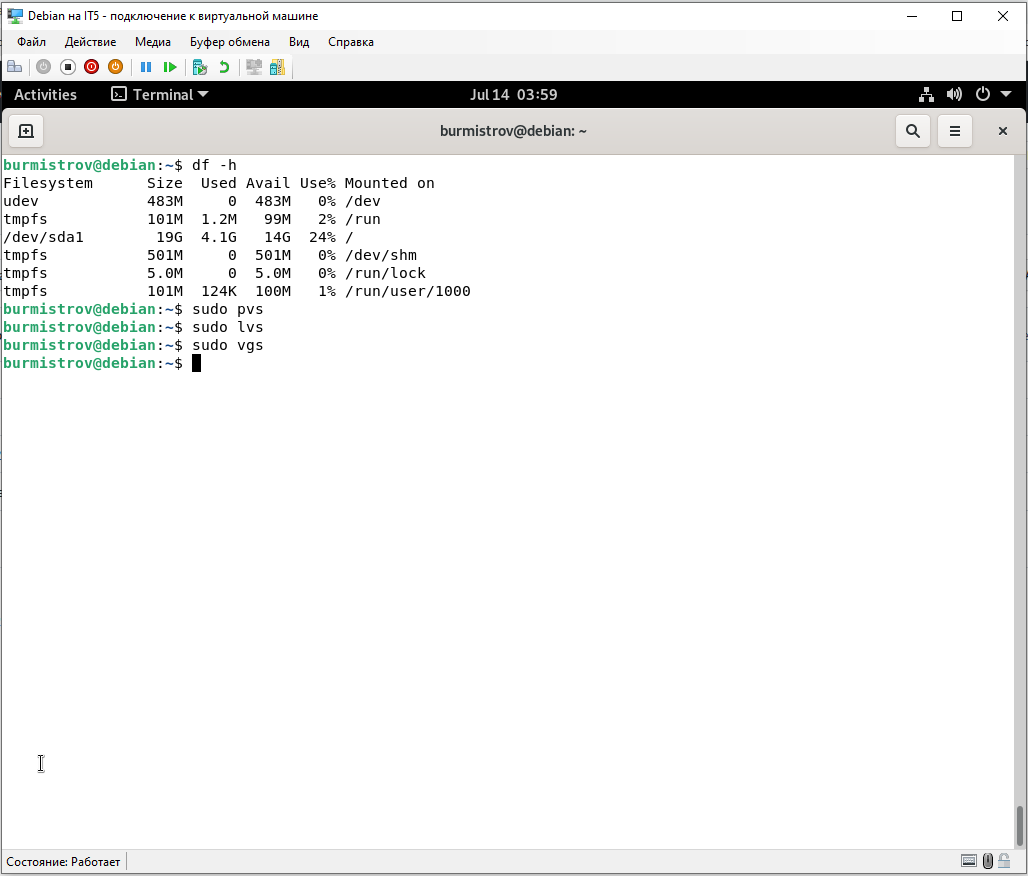 Debian на IT5 - подключение к виртуальной машине
Файл Действие Медиа Буфер обмена Вид Справка
Activities Terminal Jul 14 03:59
burmistrov@debian: ~
burmistrov@debian:~$ df -h
Filesystem      Size  Used Avail Use% Mounted on
udev            483M     0  483M   0% /dev
tmpfs           101M  1.2M   99M   2% /run
/dev/sda1        19G  4.1G   14G  24% /
tmpfs           501M     0  501M   0% /dev/shm
tmpfs           5.0M     0  5.0M   0% /run/lock
tmpfs           101M  124K  100M   1% /run/user/1000
burmistrov@debian:~$ sudo pvs
burmistrov@debian:~$ sudo lvs
burmistrov@debian:~$ sudo vgs
burmistrov@debian:~$
Состояние: Работает